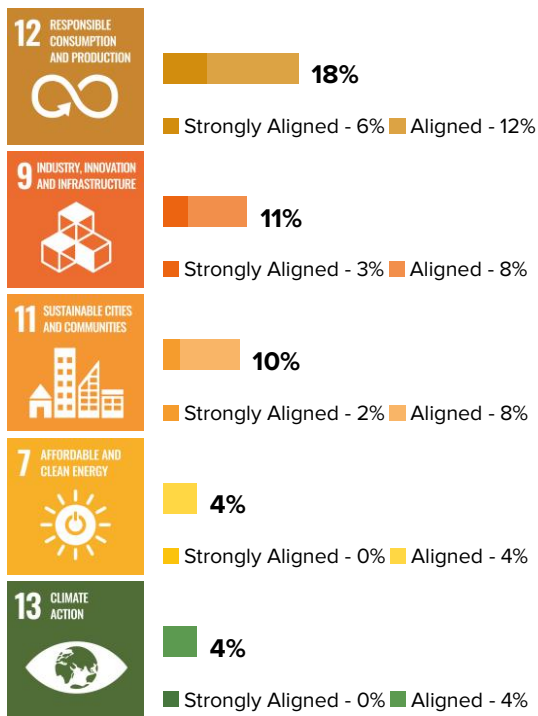 12 RESPONSIBLE
CONSUMPTION
AND PRODUCTION
18%
Strongly Aligned - 6% Aligned - 12%
9 INDUSTRY, INNOVATION
AND INFRASTRUCTURE
11%
Strongly Aligned - 3% Aligned - 8%
11 SUSTAINABLE CITIES
AND COMMUNITIES
10%
Strongly Aligned - 2% Aligned - 8%
7 AFFORDABLE AND
CLEAN ENERGY
4%
Strongly Aligned - 0% Aligned - 4%
13 CLIMATE
ACTION
4%
Strongly Aligned - 0% Aligned - 4%